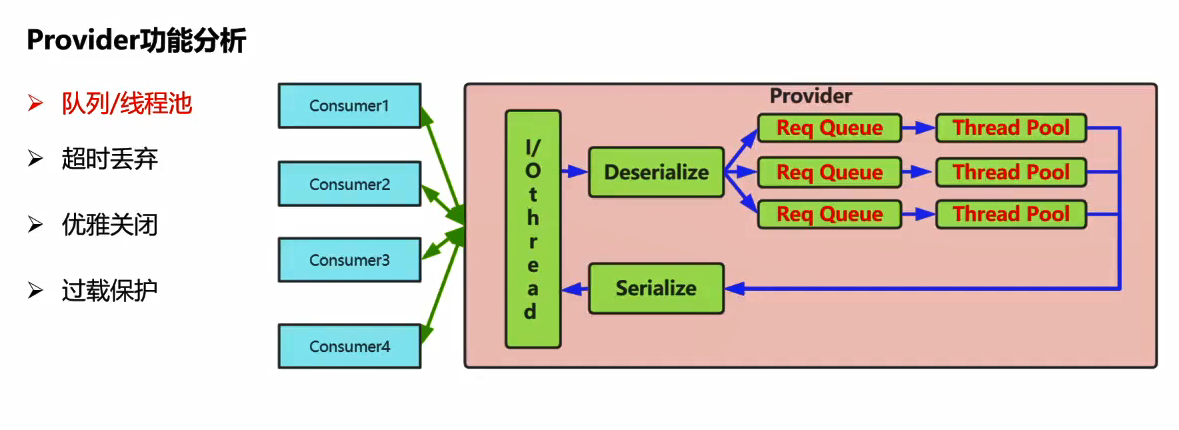 Provider功能分析
队列/线程池
超时丢弃
优雅关闭
过载保护
Consumer1
Consumer2
Consumer3
Consumer4
Provider
I/O thread
Deserialize
Req Queue
Thread Pool
Req Queue
Thread Pool
Req Queue
Thread Pool
Serialize